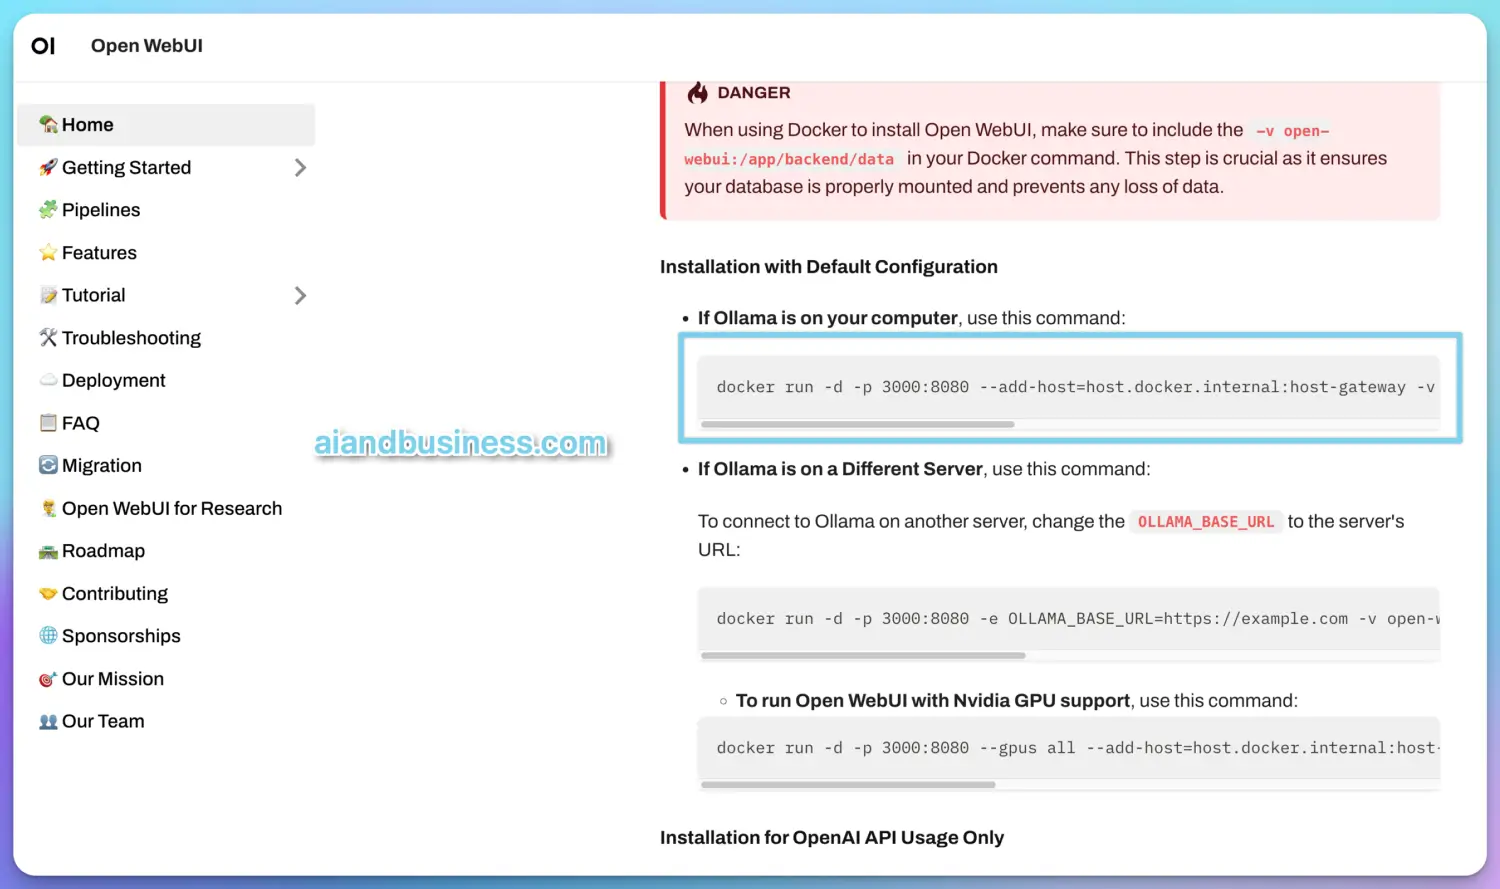 OI Open WebUI
Home
Getting Started
Pipelines
Features
Tutorial
Troubleshooting
Deployment
FAQ
Migration
Open WebUI for Research
Roadmap
Contributing
Sponsorships
Our Mission
Our Team
aiandbusiness.com
DANGER
When using Docker to install Open WebUI, make sure to include the -v open-
webui:/app/backend/data in your Docker command. This step is crucial as it ensures
your database is properly mounted and prevents any loss of data.
Installation with Default Configuration
• If Ollama is on your computer, use this command:
docker run -d -p 3000:8080 --add-host=host.docker.internal:host-gateway -v
• If Ollama is on a Different Server, use this command:
To connect to Ollama on another server, change the OLLAMA_BASE_URL to the server's
URL:
docker run -d -p 3000:8080 -e OLLAMA_BASE_URL=https://example.com -v open-
◦ To run Open WebUI with Nvidia GPU support, use this command:
docker run -d -p 3000:8080 --gpus all --add-host=host.docker.internal:host-
Installation for OpenAI API Usage Only